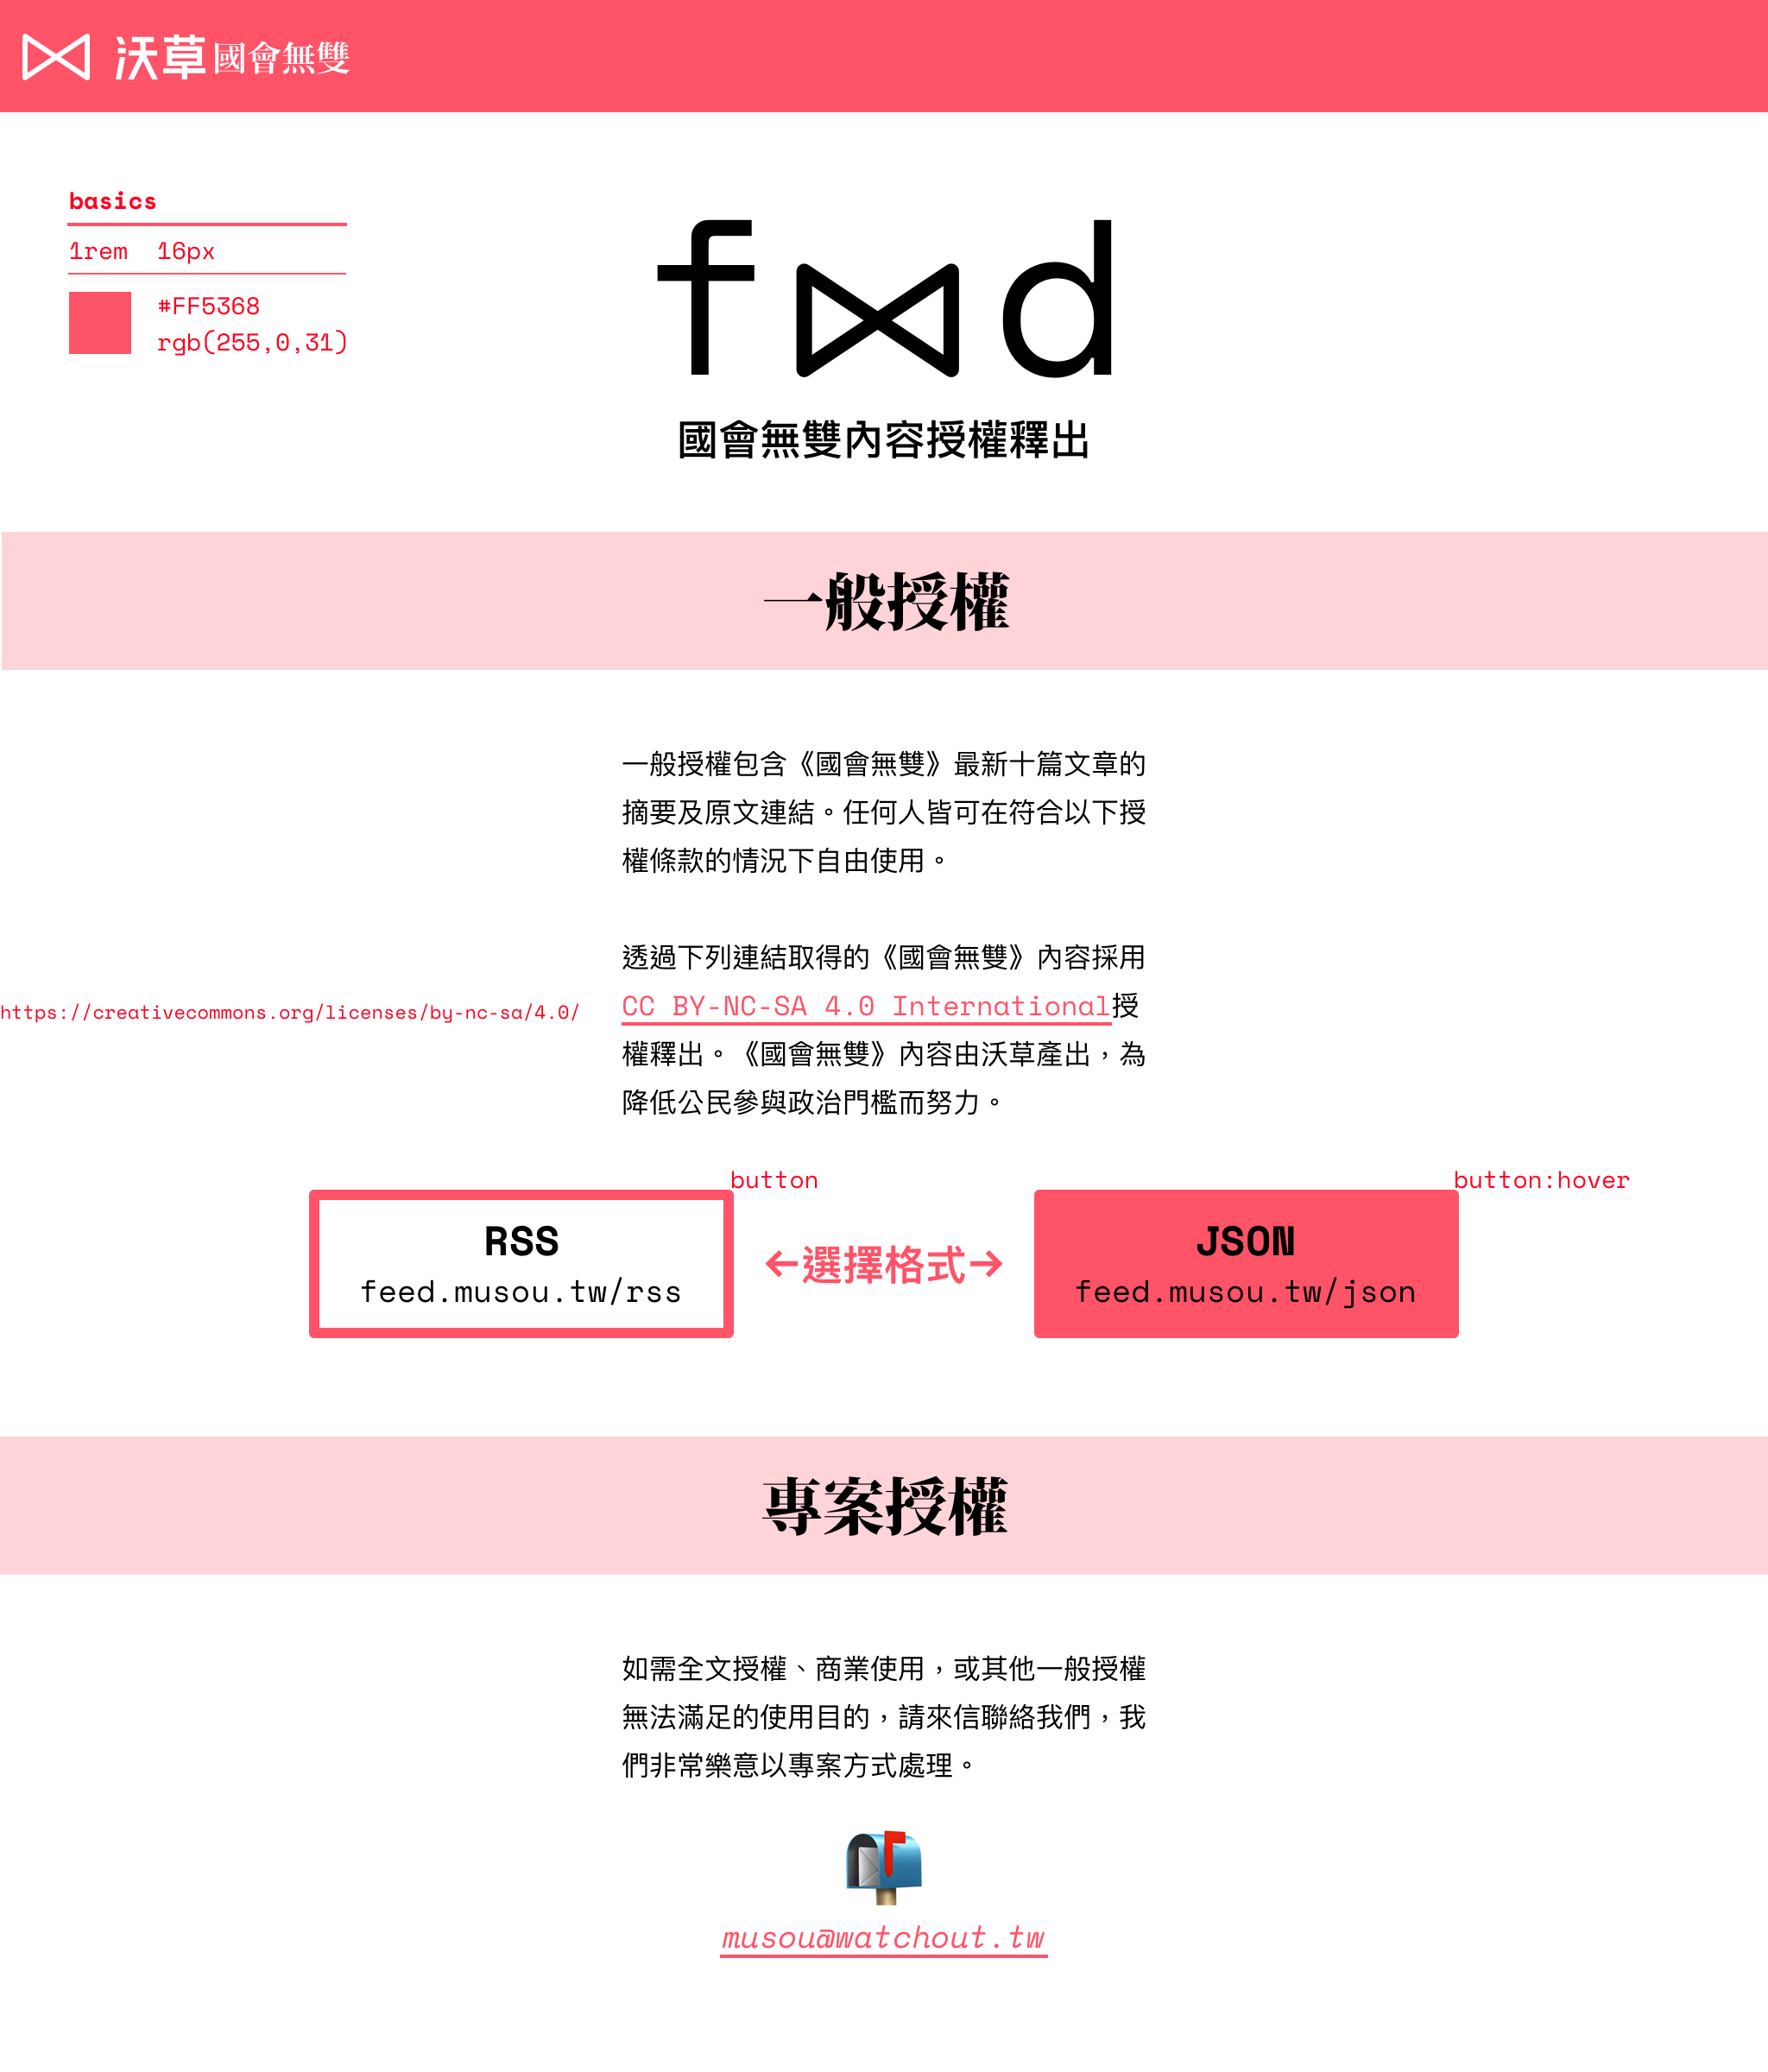 沃草國會無雙
basics
1rem 16px
#FF5368
rgb(255,0,31)
f⋈d
國會無雙內容授權釋出
一般授權
一般授權包含《國會無雙》最新十篇文章的
摘要及原文連結。任何人皆可在符合以下授
權條款的情況下自由使用。
透過下列連結取得的《國會無雙》內容採用
https://creativecommons.org/licenses/by-nc-sa/4.0/
CC BY-NC-SA 4.0 International授
權釋出。《國會無雙》內容由沃草產出，為
降低公民參與政治門檻而努力。
button
button:hover
RSS
feed.musou.tw/rss
←選擇格式→
JSON
feed.musou.tw/json
專案授權
如需全文授權、商業使用，或其他一般授權
無法滿足的使用目的，請來信聯絡我們，我
們非常樂意以專案方式處理。
musou@watchout.tw